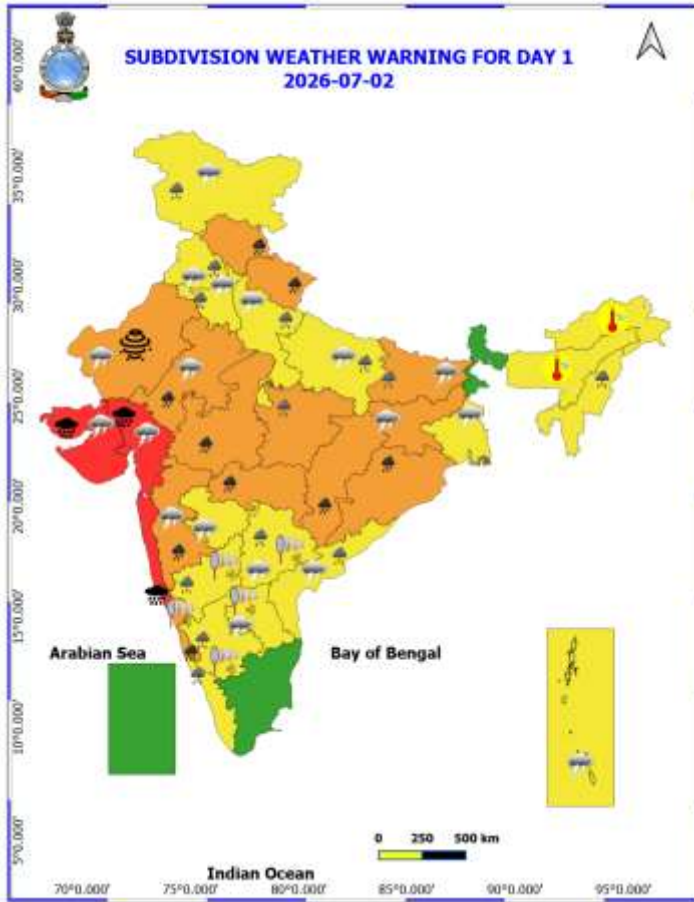 SUBDIVISION WEATHER WARNING FOR DAY 1
2026-07-02
40°0.000'
35°0.000'
30°0.000'
25°0.000'
20°0.000'
15°0.000'
10°0.000'
5°0.000'
Arabian Sea
Bay of Bengal
0 250 500 km
Indian Ocean
70°0.000' 75°0.000' 80°0.000' 85°0.000' 90°0.000' 95°0.000'